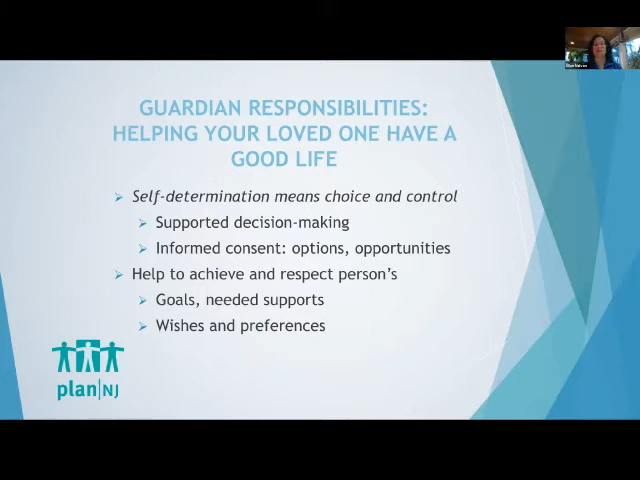 GUARDIAN RESPONSIBILITIES:
HELPING YOUR LOVED ONE HAVE A
GOOD LIFE
Self-determination means choice and control
Supported decision-making
Informed consent: options, opportunities
Help to achieve and respect person's
Goals, needed supports
Wishes and preferences
plan|NJ